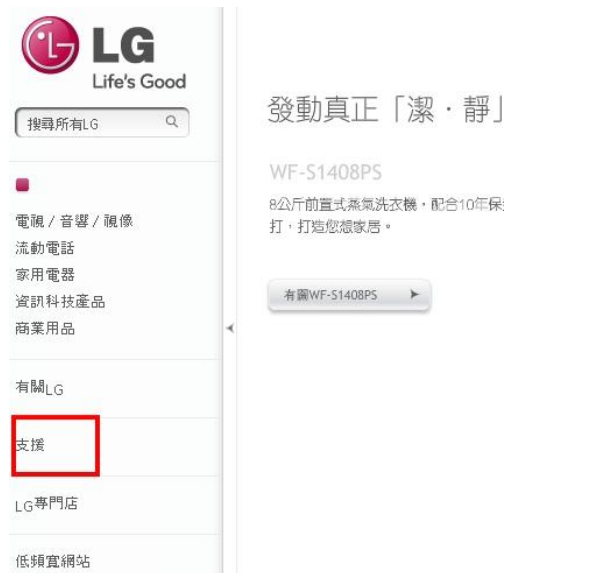 LG
Life's Good
搜尋所有LG
電視 / 音響 / 視像
流動電話
家用電器
資訊科技產品
商業用品
有關LG
支援
LG專門店
低頻寬網站
發動真正「潔‧靜」
WF-S1408PS
8公斤前置式蒸氣洗衣機，配合10年保
打，打造您想家居。
有關WF-S1408PS